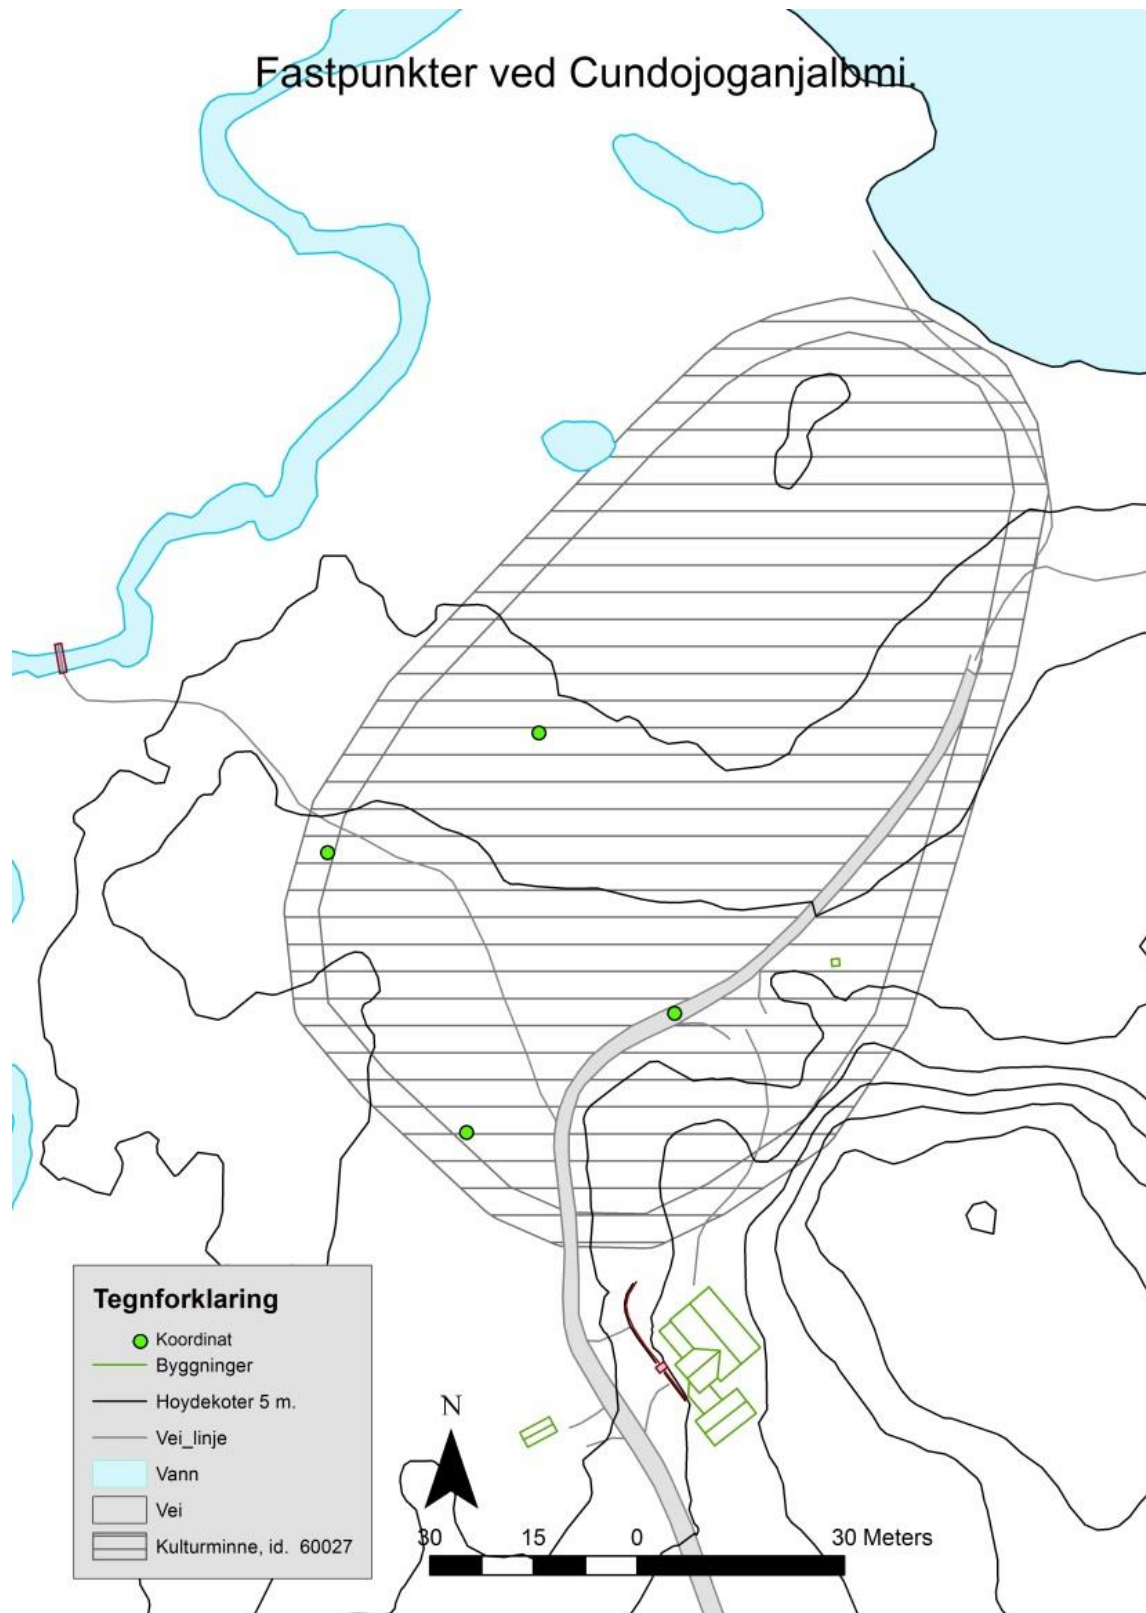 Fastpunkter ved Cundojoganjalbmi.
Tegnforklaring
Koordinat
Byggninger
Hoydekoter 5 m.
Vei_linje
Vann
Vei
Kulturminne, id. 60027
N
30 15 0 30 Meters